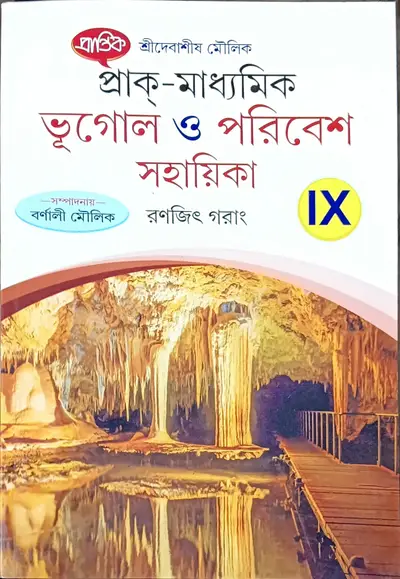 প্রান্তিক
শ্রীদেবাশীষ মৌলিক
প্রাক্-মাধ্যমিক
ভূগোল ও পরিবেশ
সহায়িকা
সম্পাদনায়
বর্ণালী মৌলিক
রণজিৎ গরাং
IX